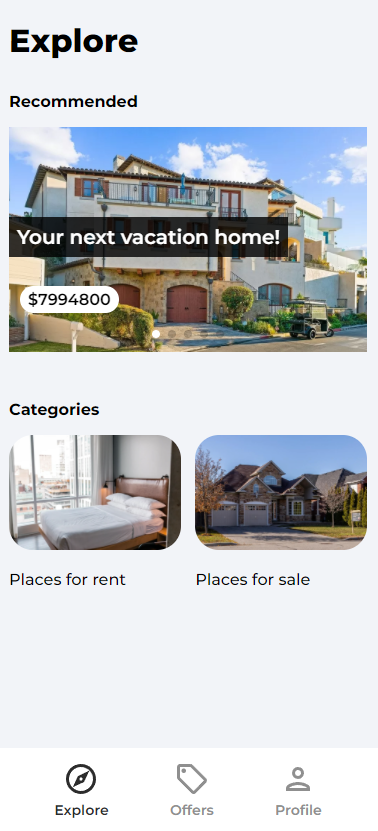 Explore
Recommended
Your next vacation home!
$7994800
Categories
Places for rent
Places for sale
Explore
Offers
Profile